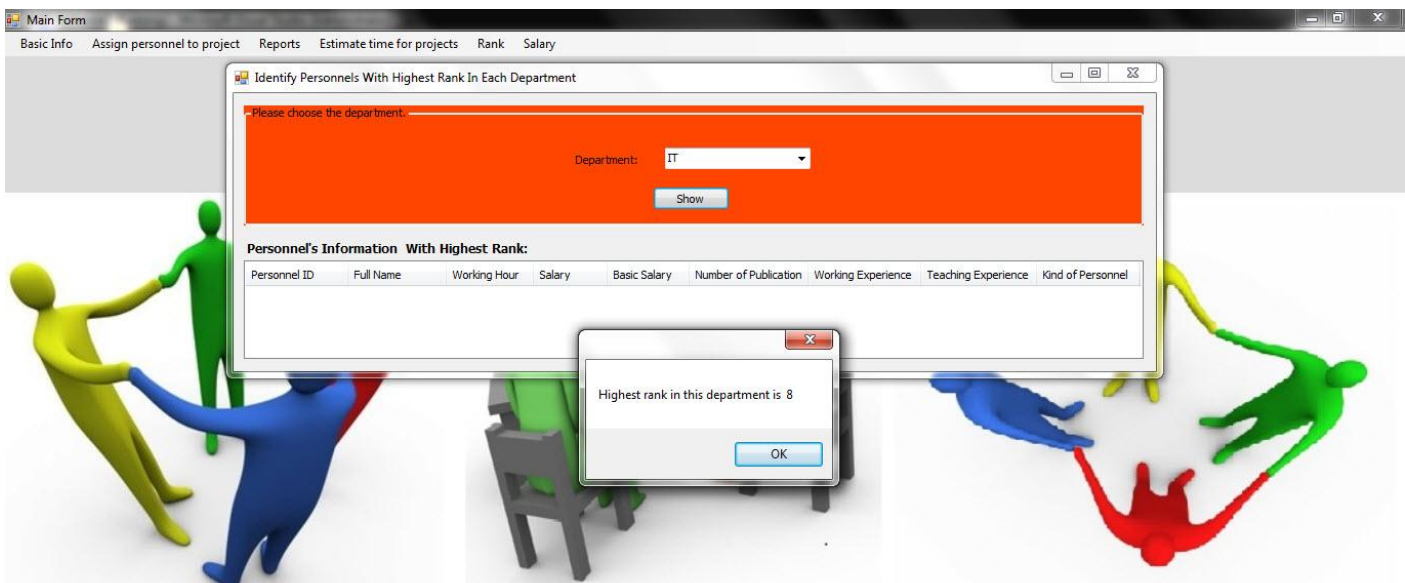 Main Form
Basic Info Assign personnel to project Reports Estimate time for projects Rank Salary
Identify Personnels With Highest Rank In Each Department
Please choose the department.
Department: IT
Show
Personnel's Information With Highest Rank:
Personnel ID Full Name Working Hour Salary Basic Salary Number of Publication Working Experience Teaching Experience Kind of Personnel
Highest rank in this department is 8
OK